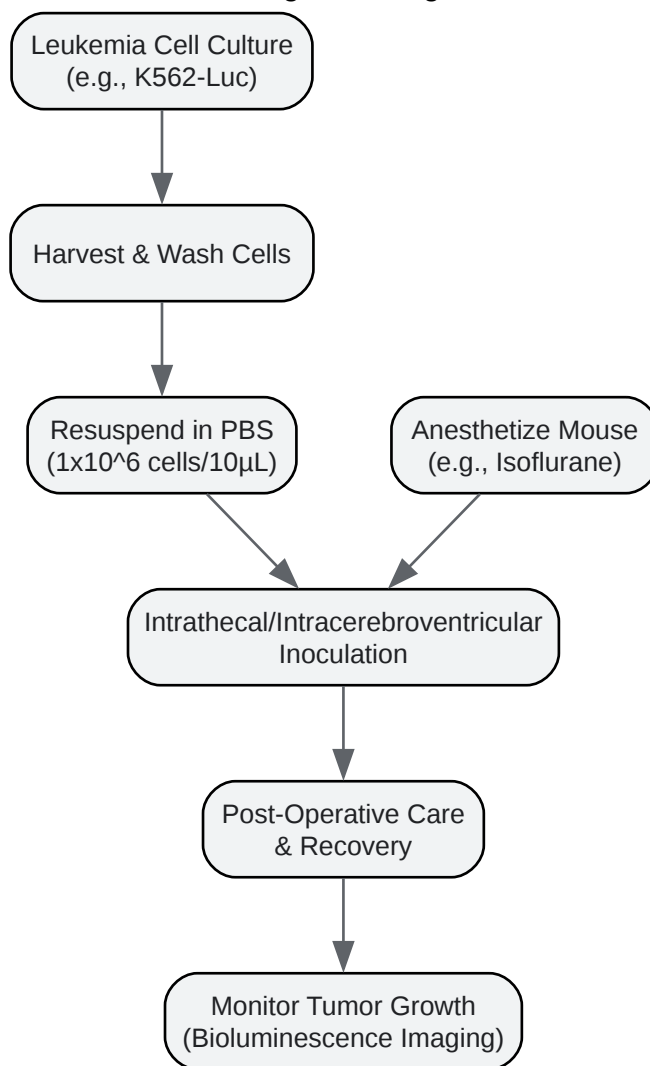 Leukemia Cell Culture
(e.g., K562-Luc)
Harvest & Wash Cells
Resuspend in PBS
(1x10^6 cells/10µL)
Anesthetize Mouse
(e.g., Isoflurane)
Intrathecal/Intracerebroventricular
Inoculation
Post-Operative Care
& Recovery
Monitor Tumor Growth
(Bioluminescence Imaging)